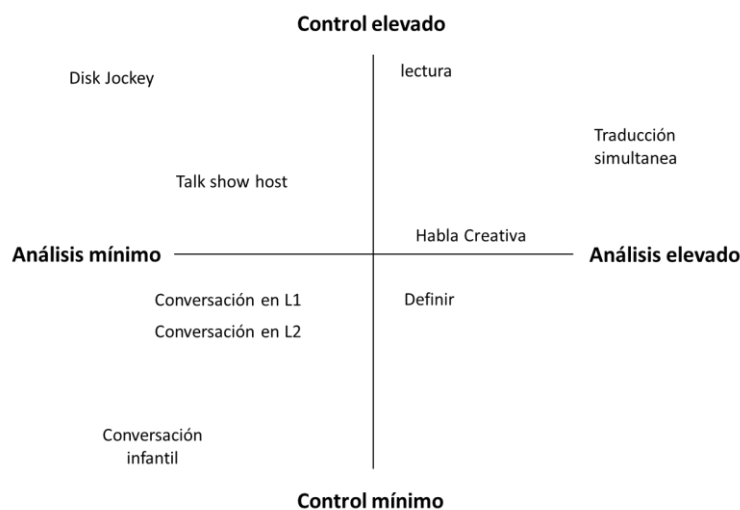 Control elevado
Disk Jockey
lectura
Traducción
simultanea
Talk show host
Habla Creativa
Análisis mínimo
Análisis elevado
Conversación en L1
Definir
Conversación en L2
Conversación
infantil
Control mínimo